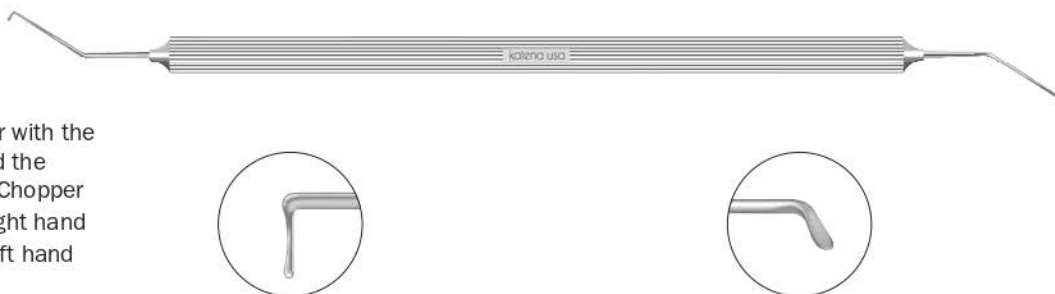 katena usa
r with the
d the
Chopper
ght hand
ft hand